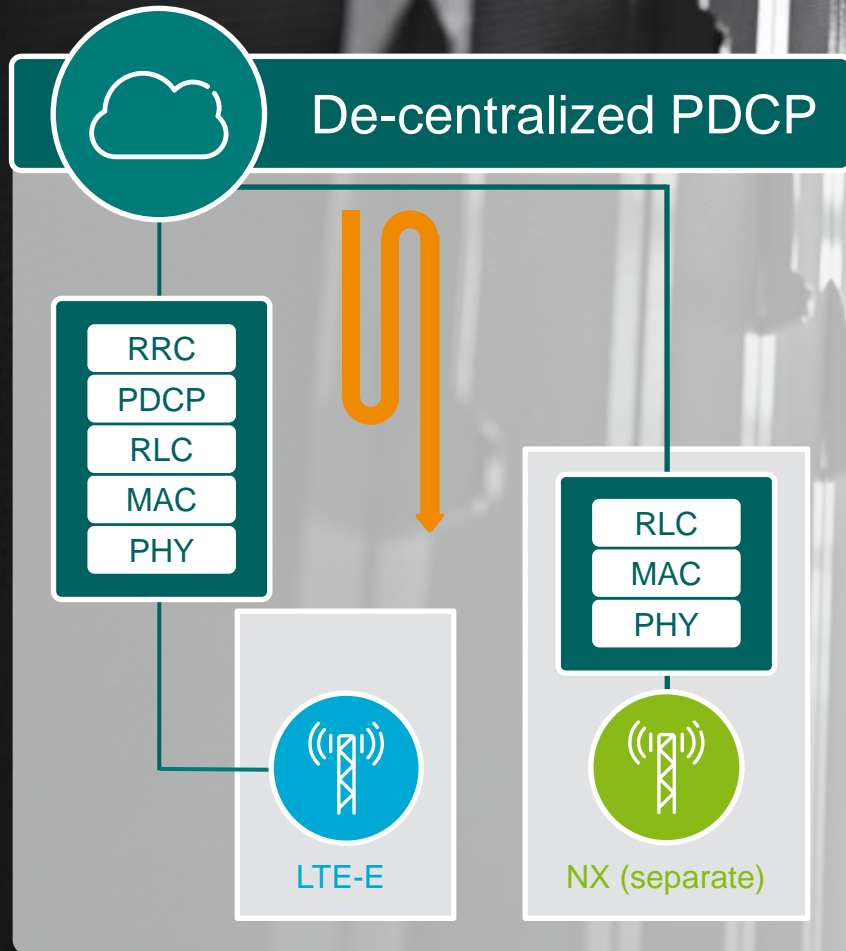 De-centralized PDCP
RRC
PDCP
RLC
MAC
PHY
RLC
MAC
PHY
LTE-E
NX (separate)